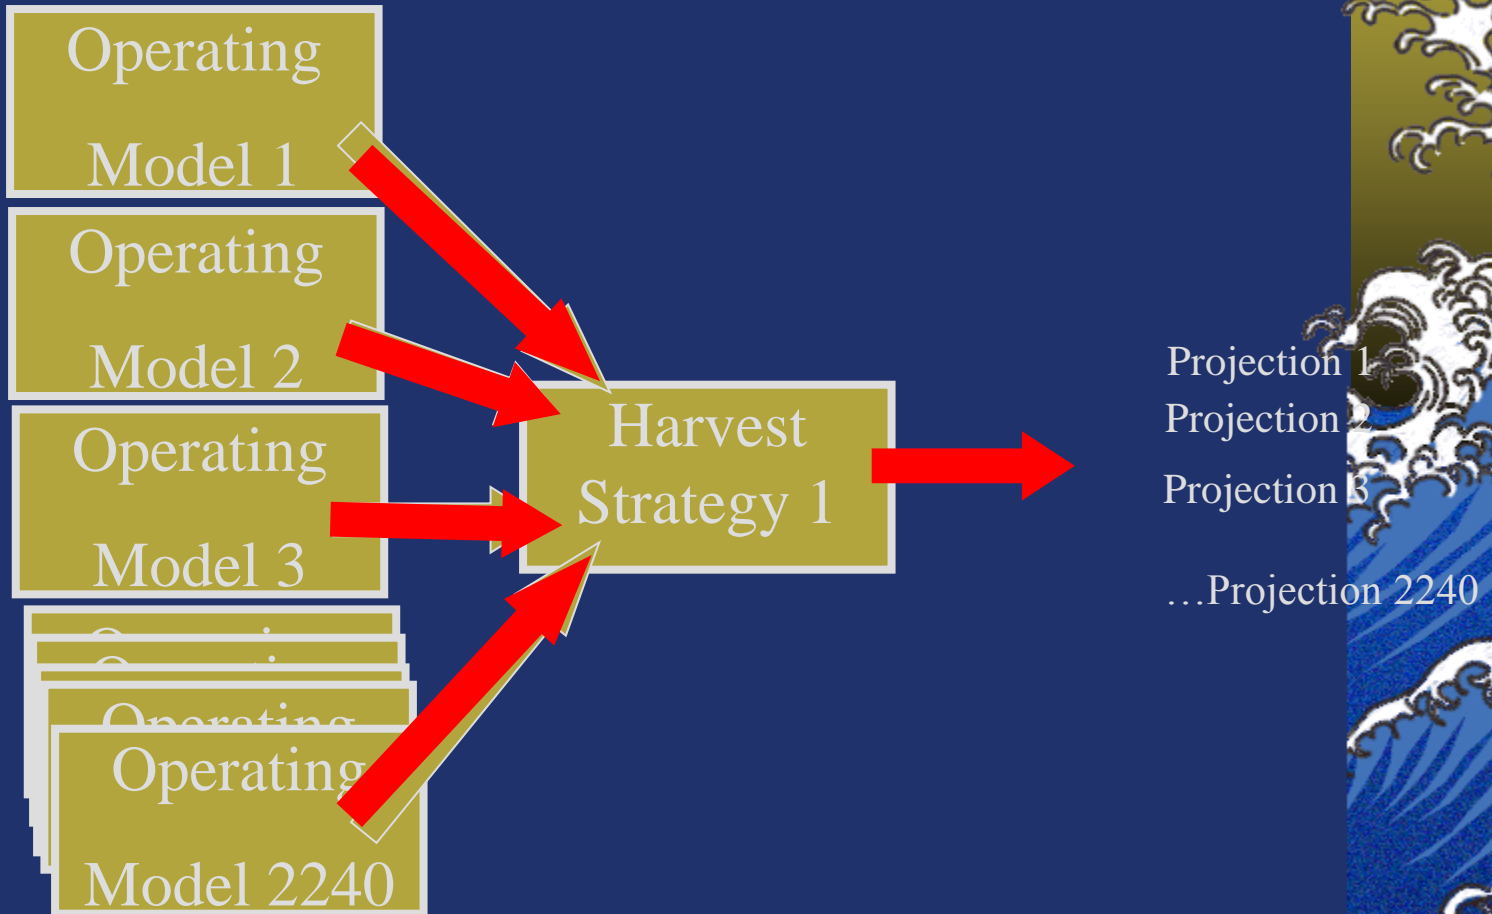 Operating
Model 1
Operating
Model 2
Operating
Model 3
Operating
Operating
Model 2240
Harvest
Strategy 1
Projection 1
Projection 2
Projection 3
…Projection 2240